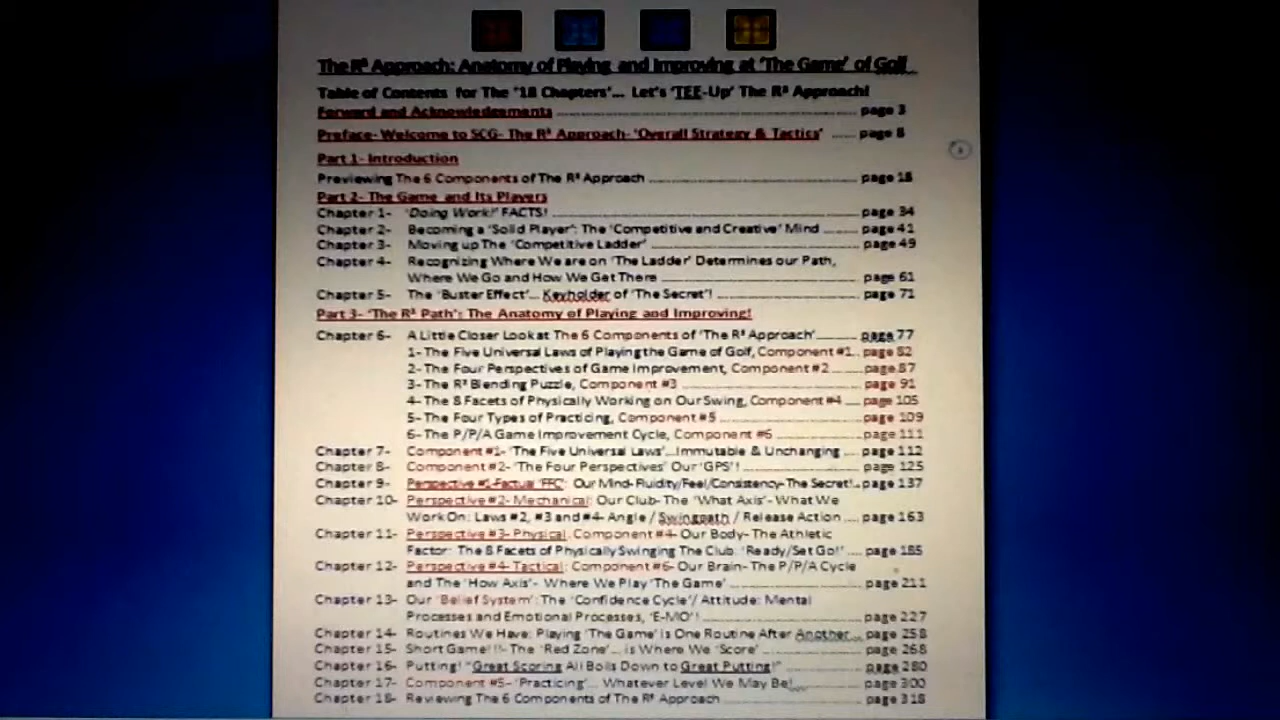 The R³ Approach: Anatomy of Playing and Improving at 'The Game' of Golf
Table of Contents for The '18 Chapters'... Let's 'TEE-Up' The R³ Approach!
Forward and Acknowledgements ........ page 3
Preface- Welcome to SCG- The R³ Approach- 'Overall Strategy & Tactics' ...... page 8
Part 1- Introduction
Previewing The 6 Components of The R³ Approach ........ page 18
Part 2- The Game and Its Players
Chapter 1- 'Doing Work!' FACTS! ........ page 34
Chapter 2- Becoming a 'Solid Player': The 'Competitive and Creative' Mind ........ page 41
Chapter 3- Moving up The 'Competitive Ladder' ........ page 49
Chapter 4- Recognizing Where We are on 'The Ladder' Determines our Path,
Where We Go and How We Get There ........ page 61
Chapter 5- The 'Buster Effect'... Keyholder of 'The Secret'! ........ page 71
Part 3- 'The R³ Path': The Anatomy of Playing and Improving!
Chapter 6- A Little Closer Look at The 6 Components of 'The R³ Approach' ........ page 77
1- The Five Universal Laws of Playing the Game of Golf, Component #1.. page 82
2- The Four Perspectives of Game Improvement, Component #2 ..... page 87
3- The R³ Blending Puzzle, Component #3 ........ page 91
4- The 8 Facets of Physically Working on Our Swing, Component #4 .... page 105
5- The Four Types of Practicing, Component #5 ........ page 109
6- The P/P/A Game Improvement Cycle, Component #6 ........ page 111
Chapter 7- Component #1- 'The Five Universal Laws'...Immutable & Unchanging .... page 112
Chapter 8- Component #2- 'The Four Perspectives' Our 'GPS'! ........ page 125
Chapter 9- Perspective #1-Factual 'FFC': Our Mind- Fluidity/Feel/Consistency-The Secret!.. page 137
Chapter 10- Perspective #2- Mechanical: Our Club- The 'What Axis'- What We
Work On: Laws #2, #3 and #4- Angle / Swingpath / Release Action .... page 163
Chapter 11- Perspective #3- Physical, Component #4- Our Body- The Athletic
Factor: The 8 Facets of Physically Swinging The Club: 'Ready/Set Go!' .... page 185
Chapter 12- Perspective #4- Tactical: Component #6- Our Brain- The P/P/A Cycle
and The 'How Axis'- Where We Play 'The Game' ........ page 211
Chapter 13- Our 'Belief System': The 'Confidence Cycle'/ Attitude: Mental
Processes and Emotional Processes, 'E-MO'! ........ page 227
Chapter 14- Routines We Have: Playing 'The Game' is One Routine After Another... page 258
Chapter 15- Short Game! !!- The 'Red Zone'... is Where We 'Score' ........ page 268
Chapter 16- Putting! "Great Scoring All Boils Down to Great Putting!" ........ page 280
Chapter 17- Component #5- 'Practicing'... Whatever Level We May Be! ........ page 300
Chapter 18- Reviewing The 6 Components of The R³ Approach ........ page 318